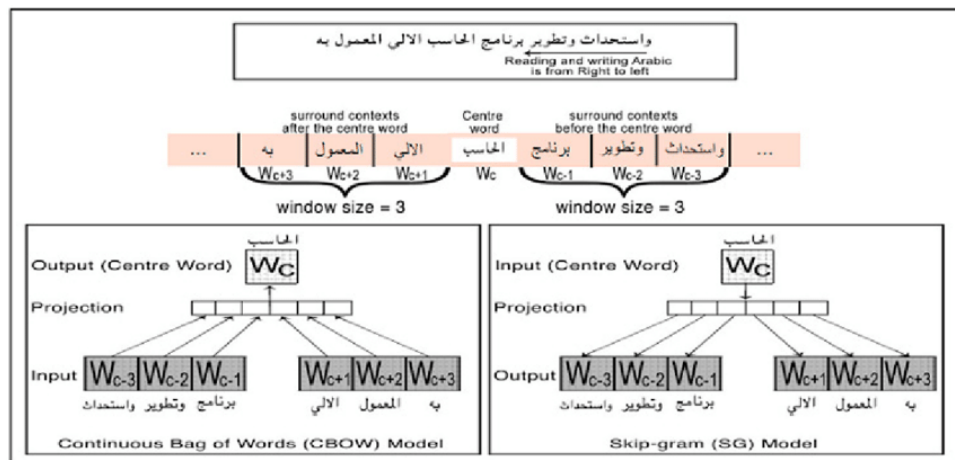 واستحداث وتطوير برنامج الحاسب الالي المعمول به
Reading and writing Arabic
is from Right to left
surround contexts
after the centre word
Centre
word
surround contexts
before the centre word
... به المعمول الالي الحاسب برنامج وتطوير واستحداث ...
Wc+3 Wc+2 Wc+1 Wc Wc-1 Wc-2 Wc-3
window size = 3 window size = 3
الحاسب
Output (Centre Word) Wc
Projection
Input Wc-3 Wc-2 Wc-1 Wc+1 Wc+2 Wc+3
واستحداث وتطوير برنامج الالي المعمول به
Continuous Bag of Words (CBOW) Model
الحاسب
Input (Centre Word) Wc
Projection
Output Wc-3 Wc-2 Wc-1 Wc+1 Wc+2 Wc+3
واستحداث وتطوير برنامج الالي المعمول به
Skip-gram (SG) Model